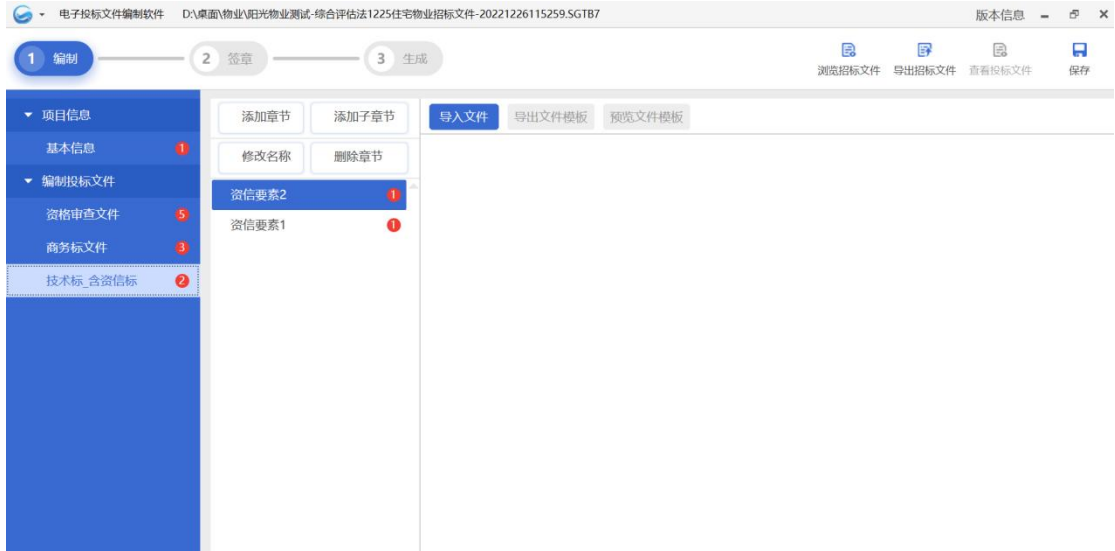 电子投标文件编制软件 D:\桌面\物业\阳光物业测试-综合评估法1225住宅物业招标文件-20221226115259.SGTB7 版本信息
1 编制 2 签章 3 生成
浏览招标文件 导出招标文件 查看投标文件 保存
项目信息
基本信息 1
编制投标文件
资格审查文件 5
商务标文件 3
技术标_含资信标 2
添加章节 添加子章节
修改名称 删除章节
资信要素2 1
资信要素1 1
导入文件 导出文件模板 预览文件模板